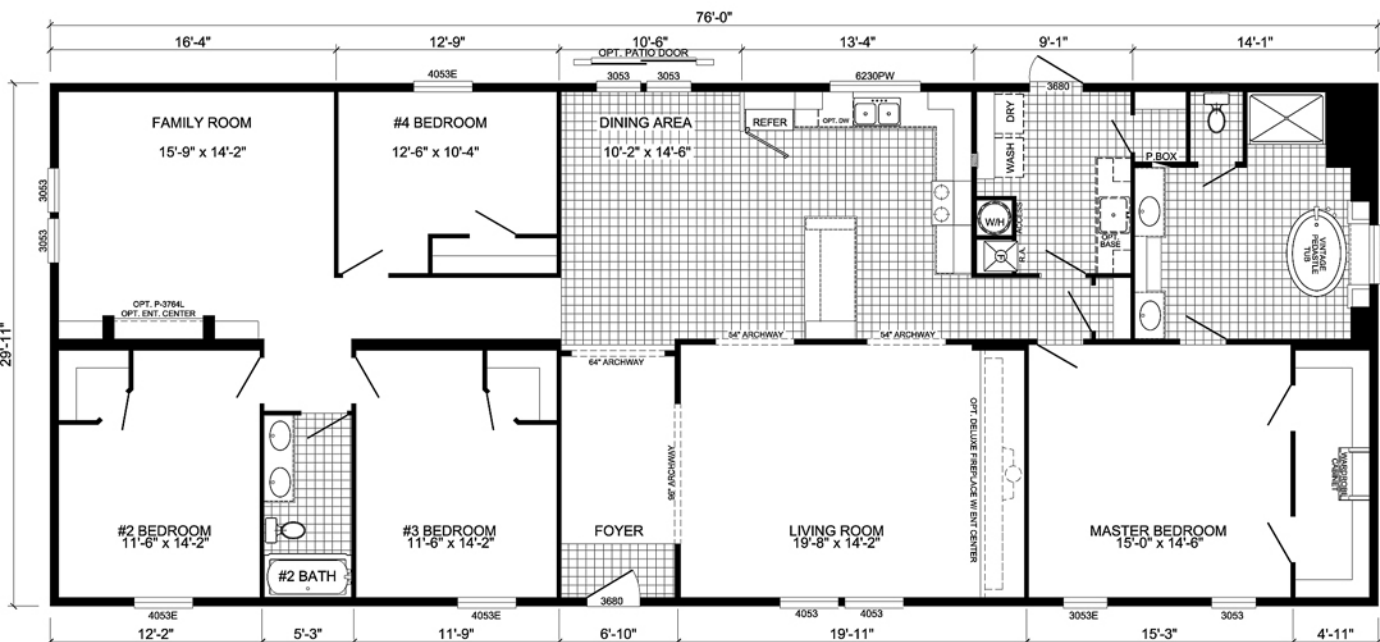 76'-0"
16'-4" 12'-9" 10'-6" 13'-4" 9'-1" 14'-1"
OPT. PATIO DOOR
4053E 3053 3053 6230PW 3680
29'-11"
FAMILY ROOM
15'-9" x 14'-2"
#4 BEDROOM
12'-6" x 10'-4"
DINING AREA
10'-2" x 14'-6"
REFER
OPT. DW
DRY
WASH
P.BOX
3053
3053
W/H
ACCESS
F
R.A.
OPT.
BASE
VINTAGE
PEDASTLE
TUB
OPT. P-3764L
OPT. ENT. CENTER
54" ARCHWAY
54" ARCHWAY
64" ARCHWAY
96" ARCHWAY
OPT. DELUXE FIREPLACE W/ ENT CENTER
WARDROBE
CABINET
#2 BEDROOM
11'-6" x 14'-2"
#2 BATH
#3 BEDROOM
11'-6" x 14'-2"
FOYER
LIVING ROOM
19'-8" x 14'-2"
MASTER BEDROOM
15'-0" x 14'-6"
4053E 4053E 3680 4053 4053 3053E 3053
12'-2" 5'-3" 11'-9" 6'-10" 19'-11" 15'-3" 4'-11"